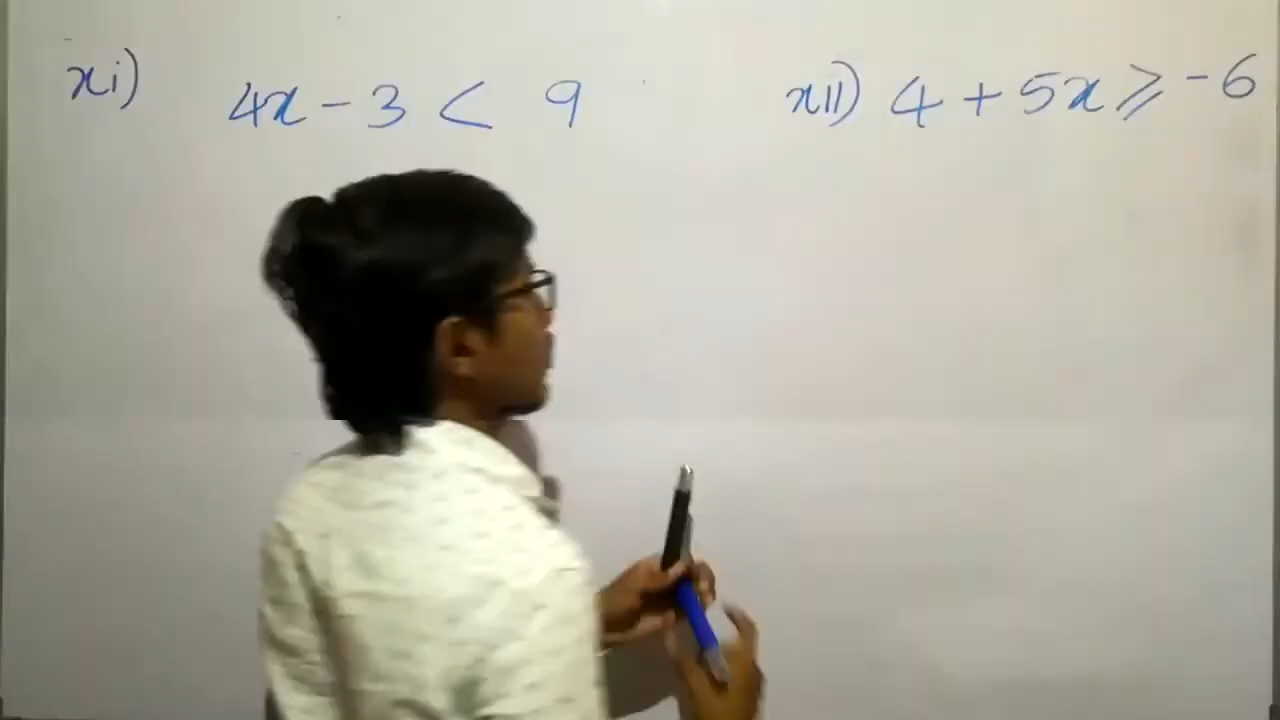 xi) 4x - 3 < 9
xii) 4 + 5x ⩾ -6